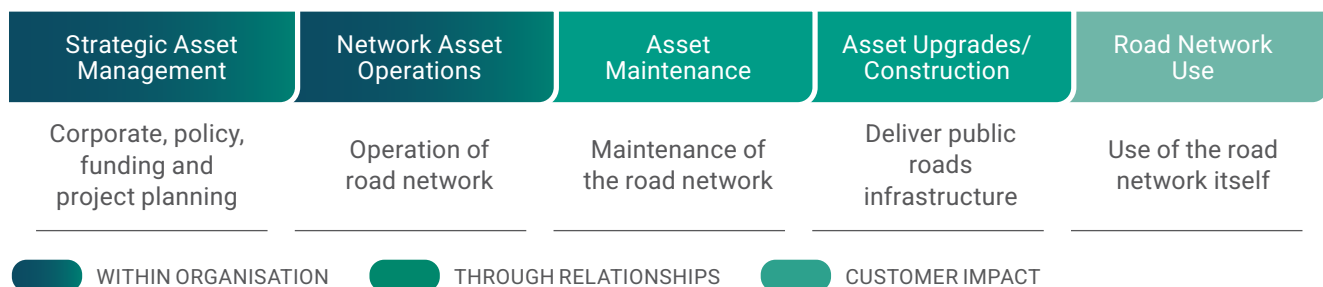 Strategic Asset
Management
Network Asset
Operations
Asset
Maintenance
Asset Upgrades/
Construction
Road Network
Use
Corporate, policy,
funding and
project planning
Operation of
road network
Maintenance of
the road network
Deliver public
roads
infrastructure
Use of the road
network itself
WITHIN ORGANISATION
THROUGH RELATIONSHIPS
CUSTOMER IMPACT